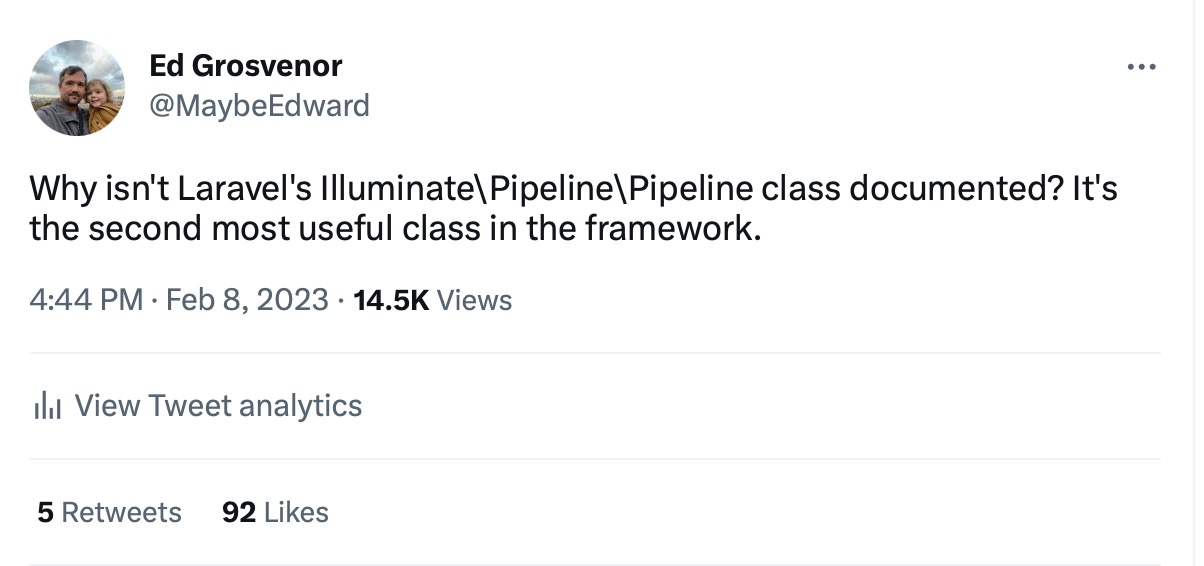 Ed Grosvenor
@MaybeEdward
Why isn't Laravel's Illuminate\Pipeline\Pipeline class documented? It's
the second most useful class in the framework.
4:44 PM · Feb 8, 2023 · 14.5K Views
View Tweet analytics
5 Retweets 92 Likes